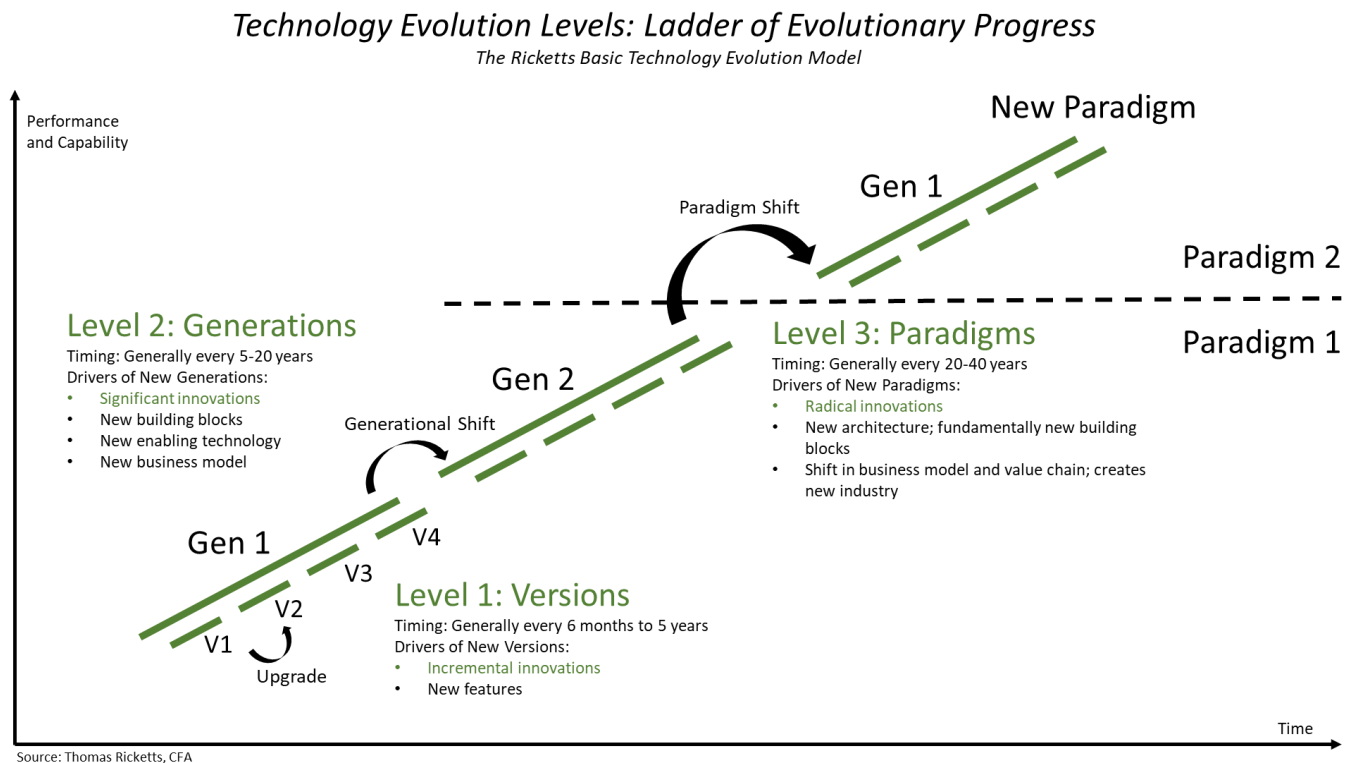 Technology Evolution Levels: Ladder of Evolutionary Progress
The Ricketts Basic Technology Evolution Model
Performance
and Capability
New Paradigm
Gen 1
Paradigm Shift
Paradigm 2
Paradigm 1
Level 2: Generations
Timing: Generally every 5-20 years
Drivers of New Generations:
• Significant innovations
• New building blocks
• New enabling technology
• New business model
Level 3: Paradigms
Timing: Generally every 20-40 years
Drivers of New Paradigms:
• Radical innovations
• New architecture; fundamentally new building
blocks
• Shift in business model and value chain; creates
new industry
Gen 2
Generational Shift
Gen 1
V4
V3
V2
V1
Upgrade
Level 1: Versions
Timing: Generally every 6 months to 5 years
Drivers of New Versions:
• Incremental innovations
• New features
Time
Source: Thomas Ricketts, CFA